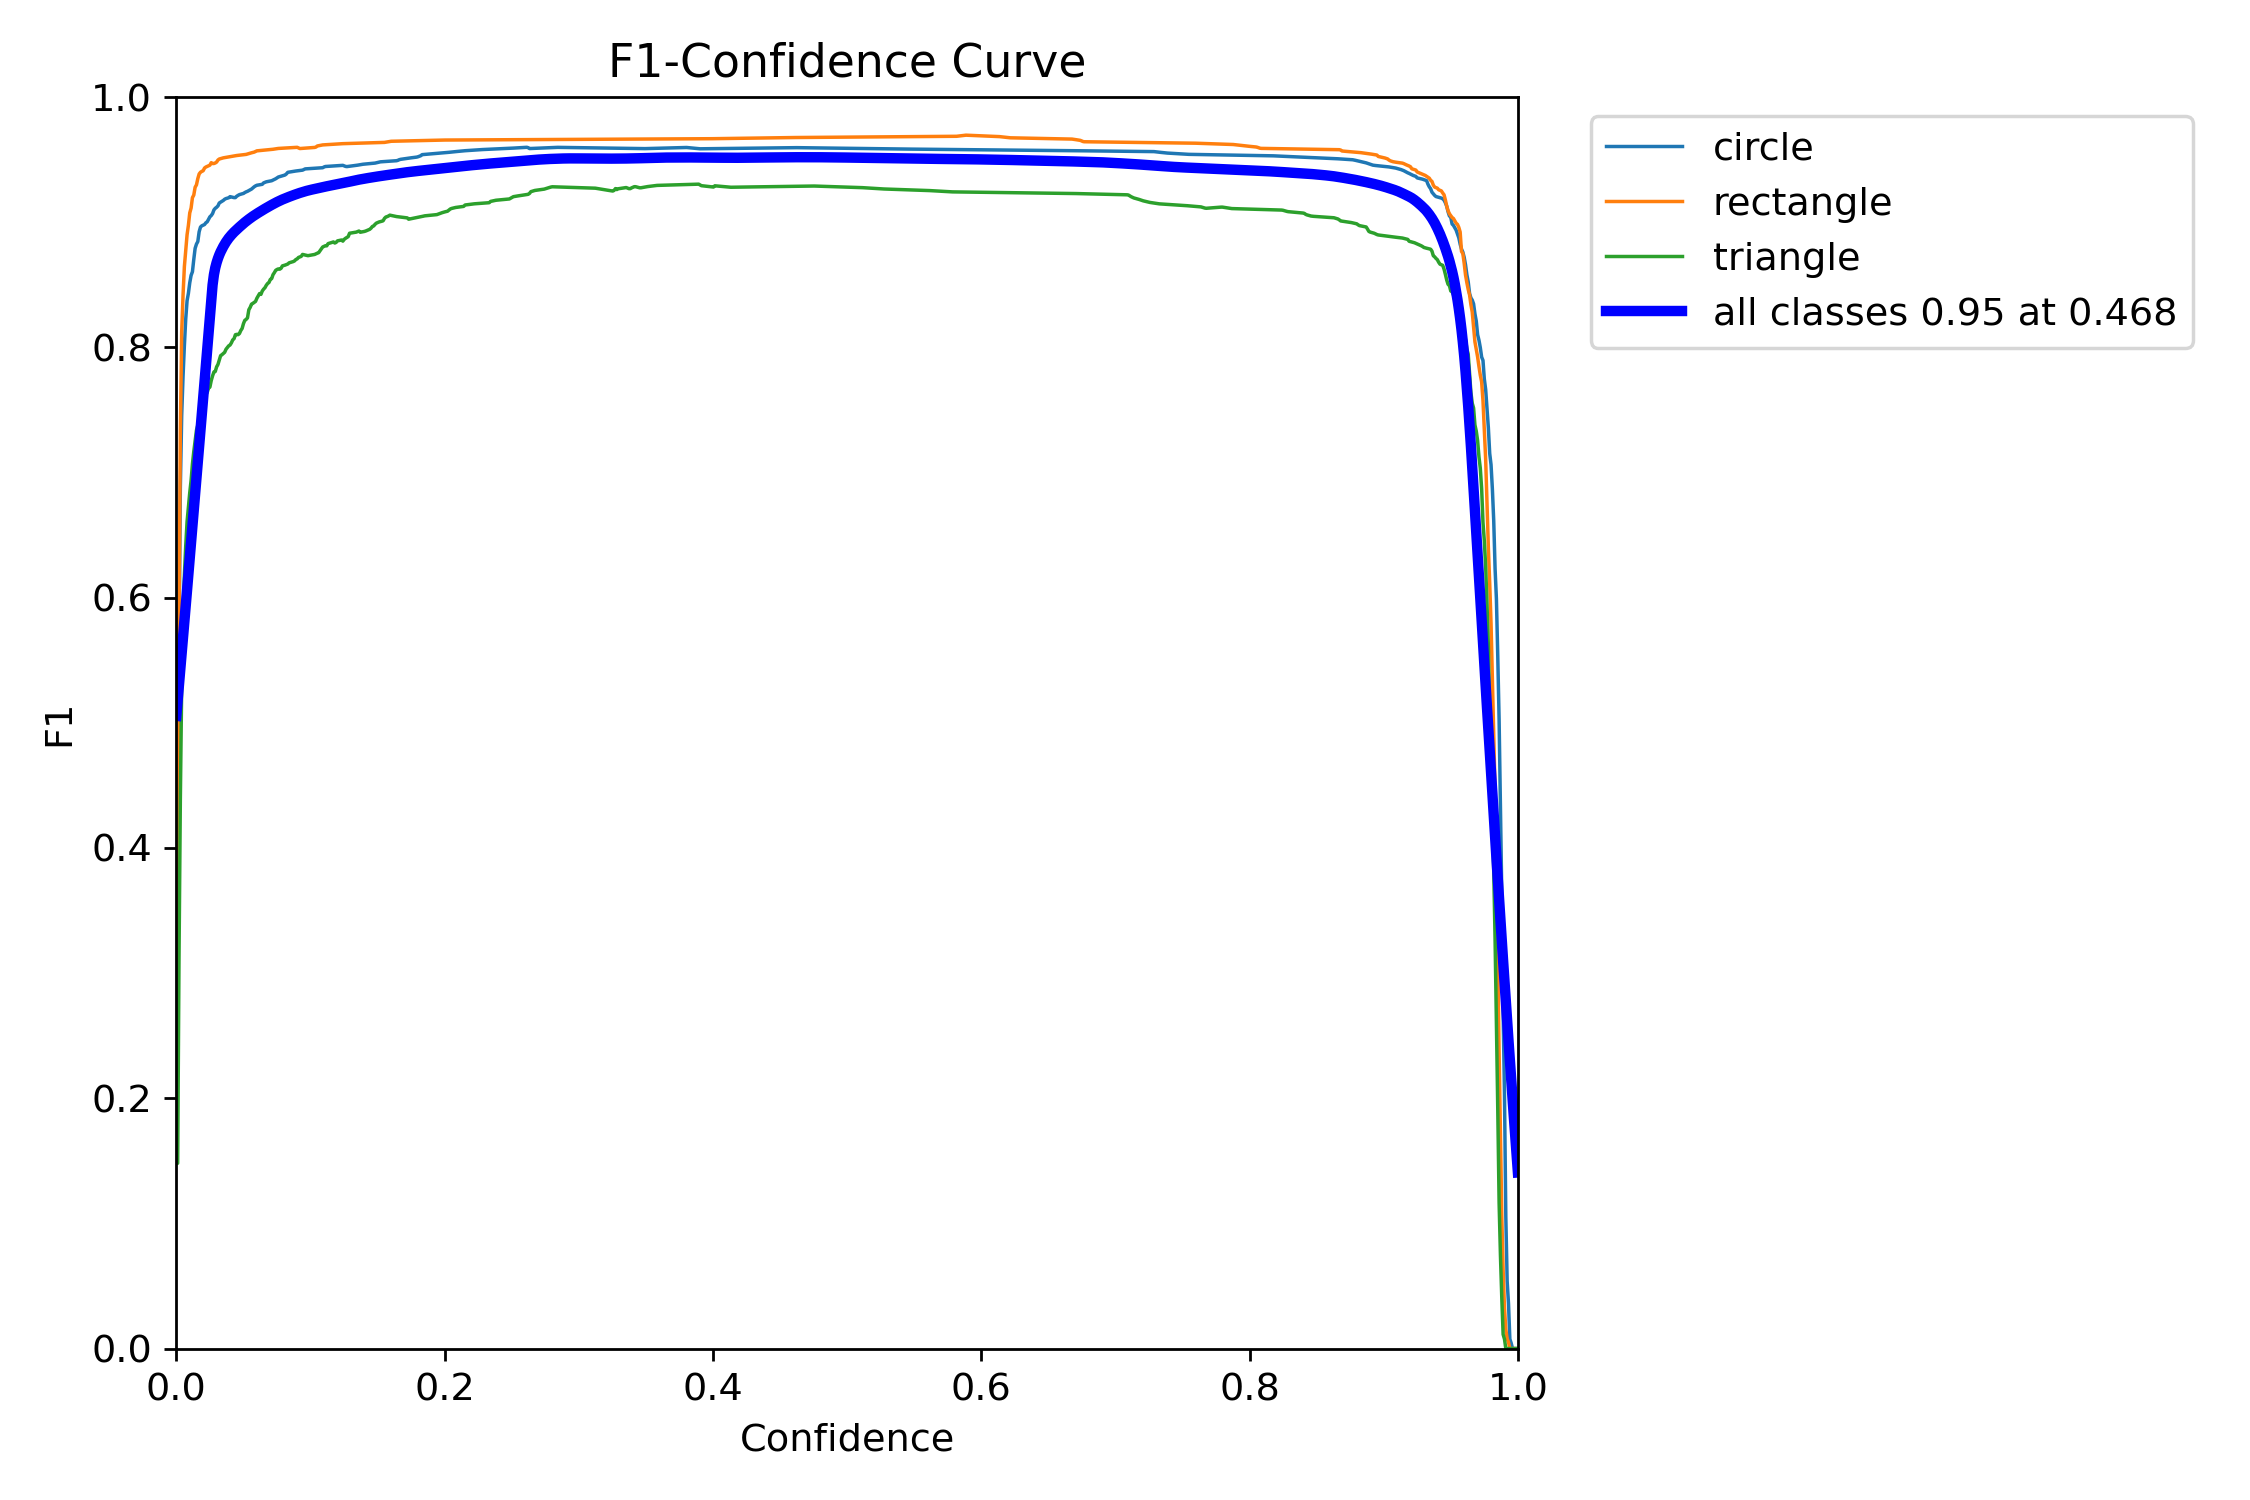 F1-Confidence Curve
1.0
0.8
0.6
0.4
0.2
0.0
F1
0.0 0.2 0.4 0.6 0.8 1.0
Confidence
circle
rectangle
triangle
all classes 0.95 at 0.468